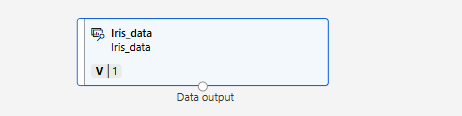 Iris_data
Iris_data
V | 1
Data output